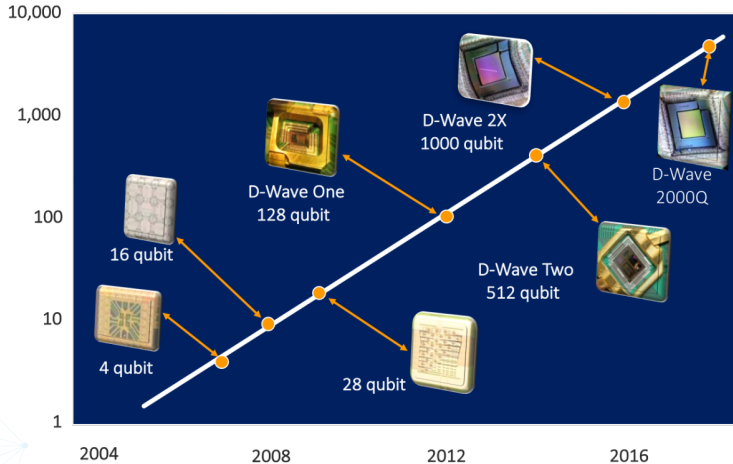 10,000
1,000
100
10
1
D-Wave 2X
1000 qubit
D-Wave
2000Q
D-Wave One
128 qubit
16 qubit
D-Wave Two
512 qubit
4 qubit
28 qubit
2004
2008
2012
2016